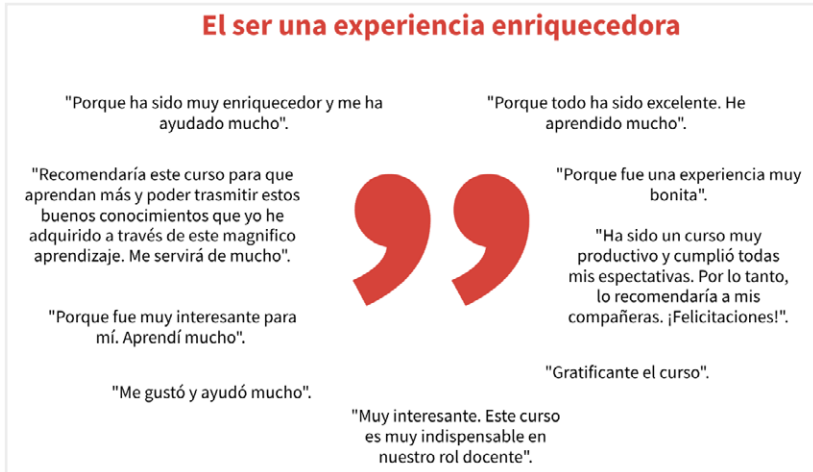 El ser una experiencia enriquecedora
"Porque ha sido muy enriquecedor y me ha
ayudado mucho".
"Porque todo ha sido excelente. He
aprendido mucho".
"Recomendaría este curso para que
aprendan más y poder trasmitir estos
buenos conocimientos que yo he
adquirido a través de este magnifico
aprendizaje. Me servirá de mucho".
"Porque fue una experiencia muy
bonita".
"Ha sido un curso muy
productivo y cumplió todas
mis espectativas. Por lo tanto,
lo recomendaría a mis
compañeras. ¡Felicitaciones!".
"Porque fue muy interesante para
mí. Aprendí mucho".
"Gratificante el curso".
"Me gustó y ayudó mucho".
"Muy interesante. Este curso
es muy indispensable en
nuestro rol docente".